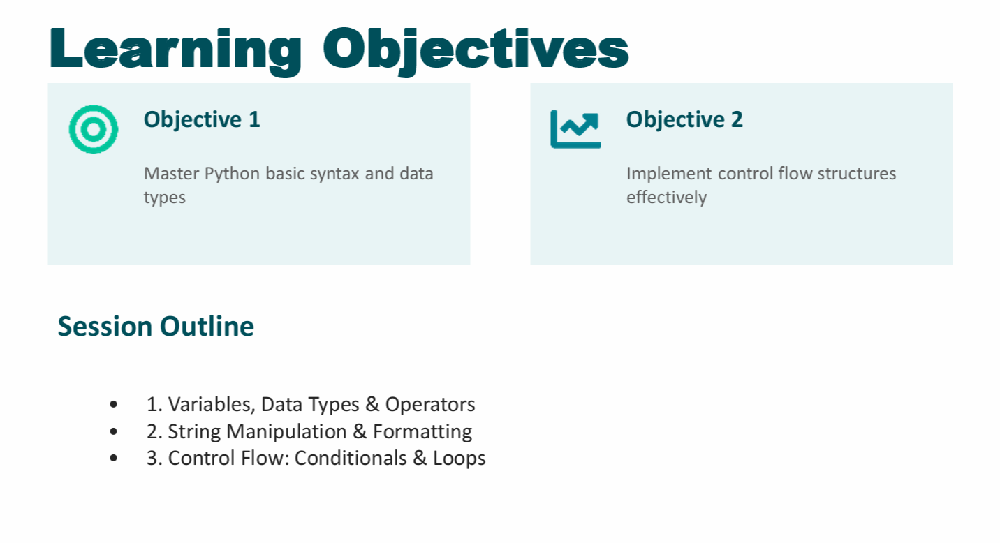 Learning Objectives
Objective 1
Master Python basic syntax and data
types
Objective 2
Implement control flow structures
effectively
Session Outline
• 1. Variables, Data Types & Operators
• 2. String Manipulation & Formatting
• 3. Control Flow: Conditionals & Loops